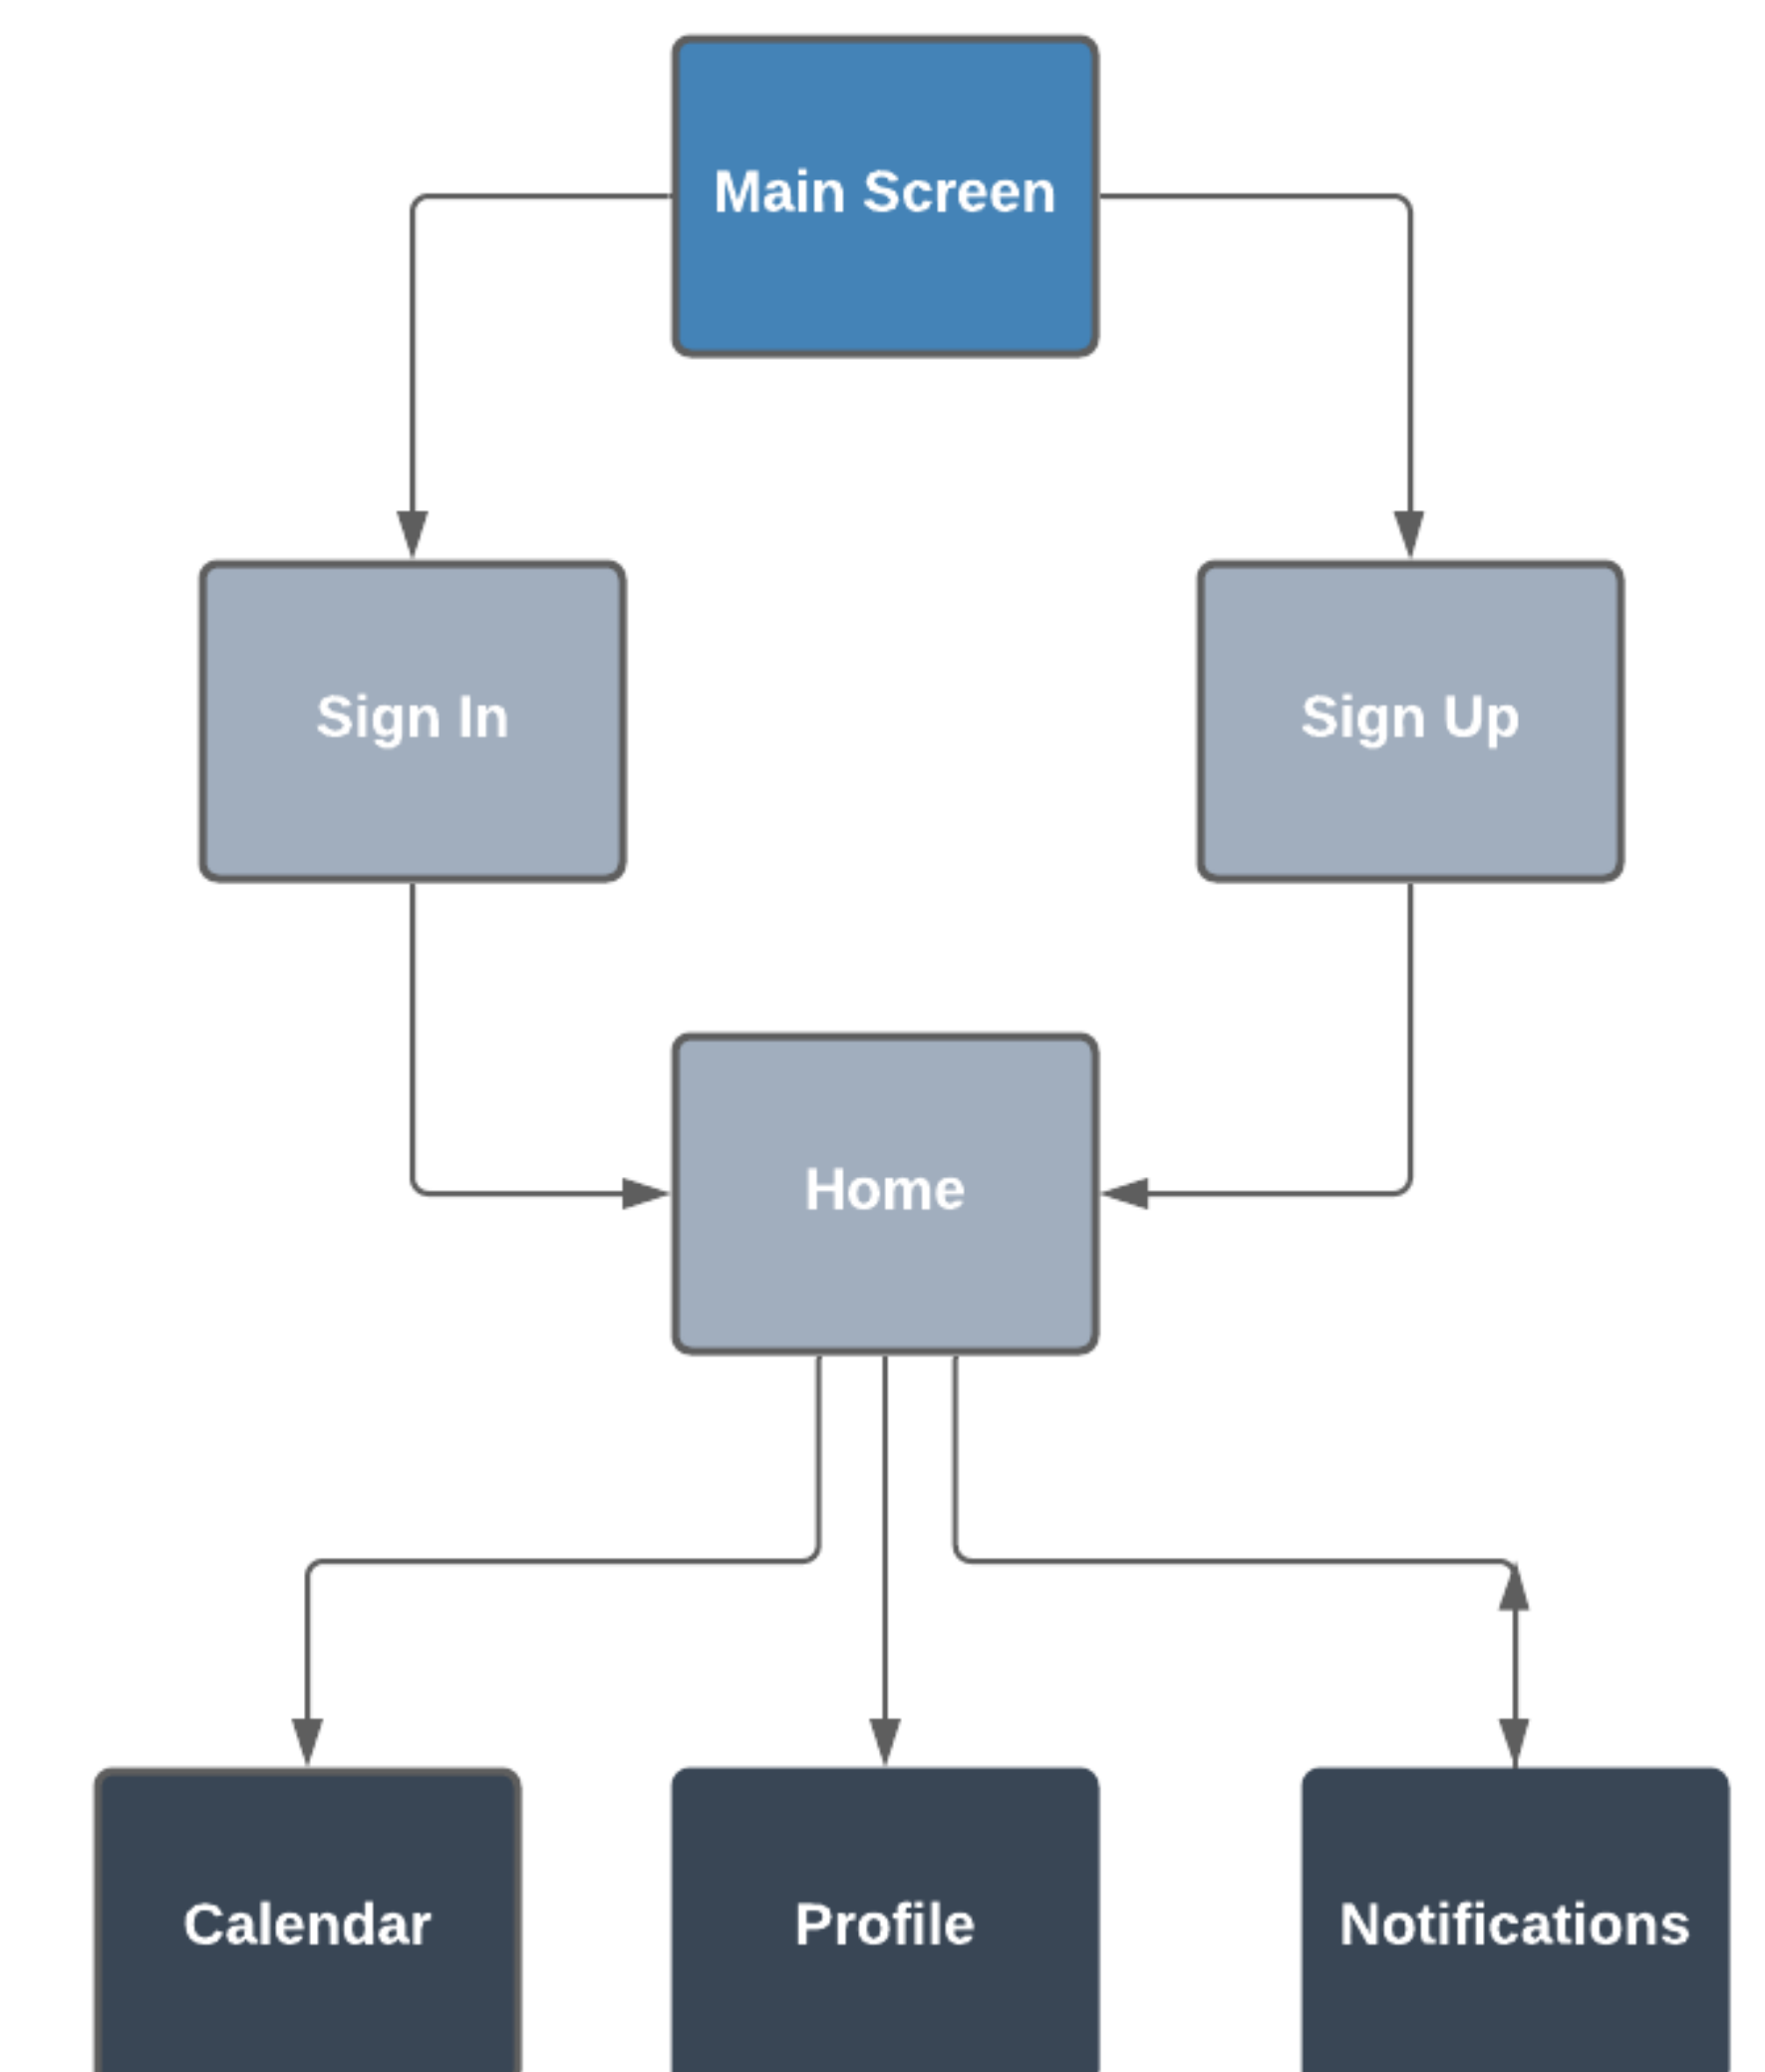 Main Screen
Sign In
Sign Up
Home
Calendar
Profile
Notifications